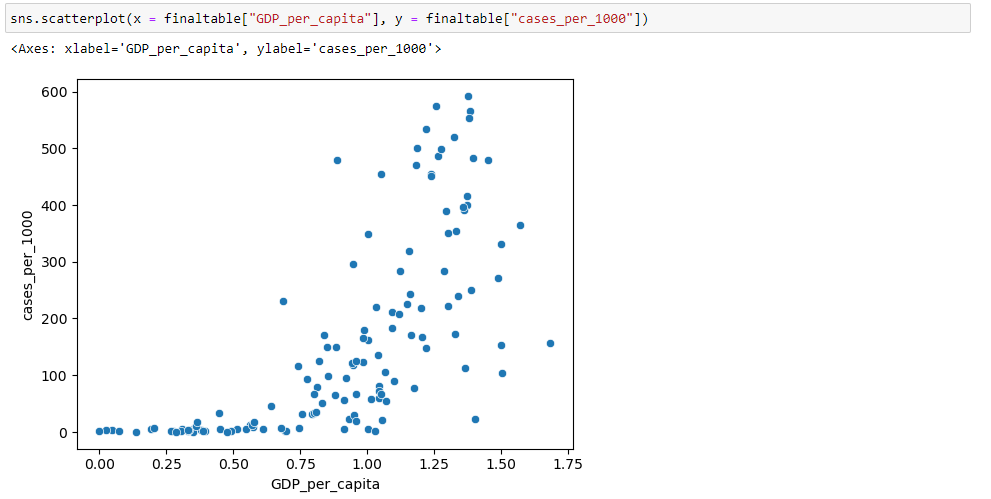 sns.scatterplot(x = finaltable["GDP_per_capita"], y = finaltable["cases_per_1000"])
<Axes: xlabel='GDP_per_capita', ylabel='cases_per_1000'>
600
500
400
300
200
100
0
cases_per_1000
0.00 0.25 0.50 0.75 1.00 1.25 1.50 1.75
GDP_per_capita